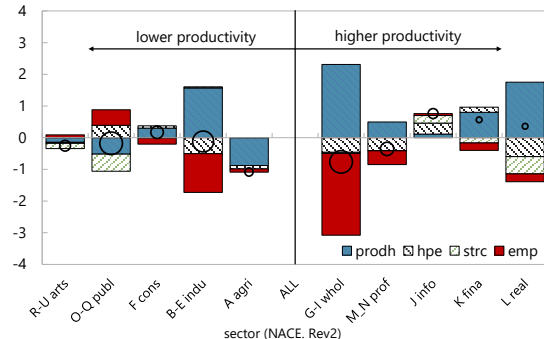 4
lower productivity
higher productivity
3
2
1
0
-1
-2
-3
-4
prodh
hpe
strc
emp
R-U arts
O-Q publ
F cons
B-E indu
A agri
ALL
G-I whol
M_N prof
J info
K fina
L real
sector (NACE. Rev2)